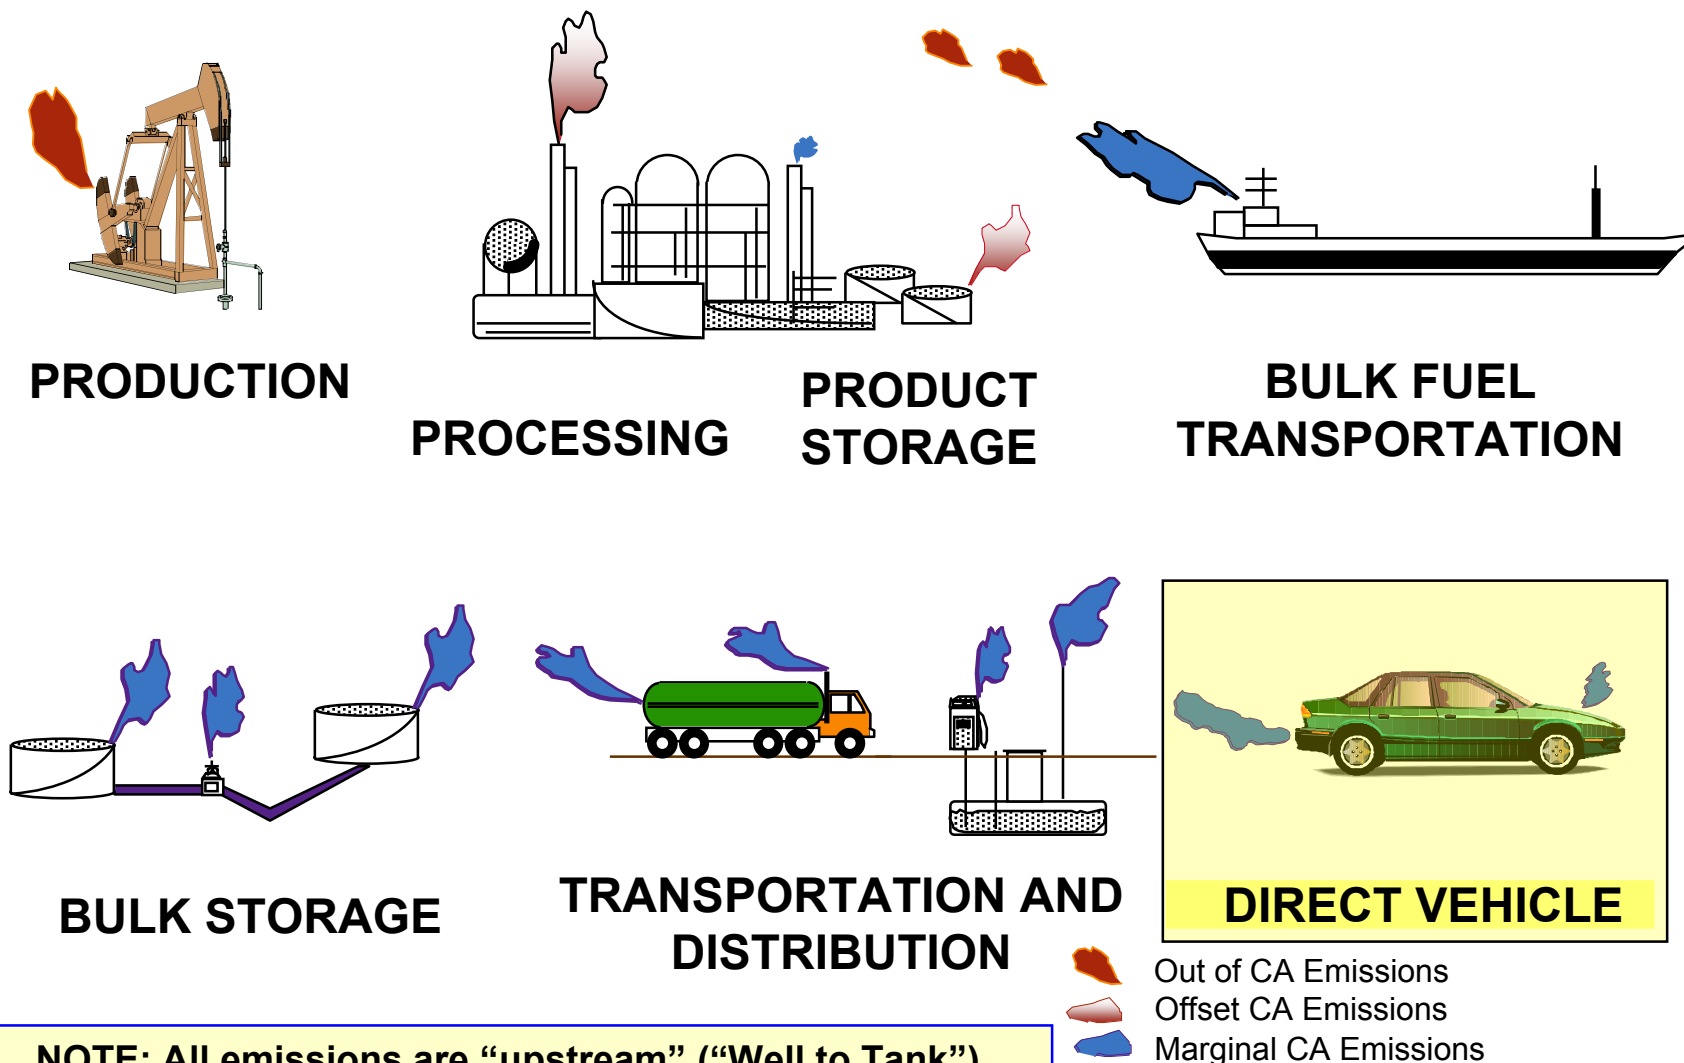 PRODUCTION
PROCESSING
PRODUCT
STORAGE
BULK FUEL
TRANSPORTATION
BULK STORAGE
TRANSPORTATION AND
DISTRIBUTION
DIRECT VEHICLE
Out of CA Emissions
Offset CA Emissions
Marginal CA Emissions
NOTE: All emissions are “upstream” (“Well to Tank”)